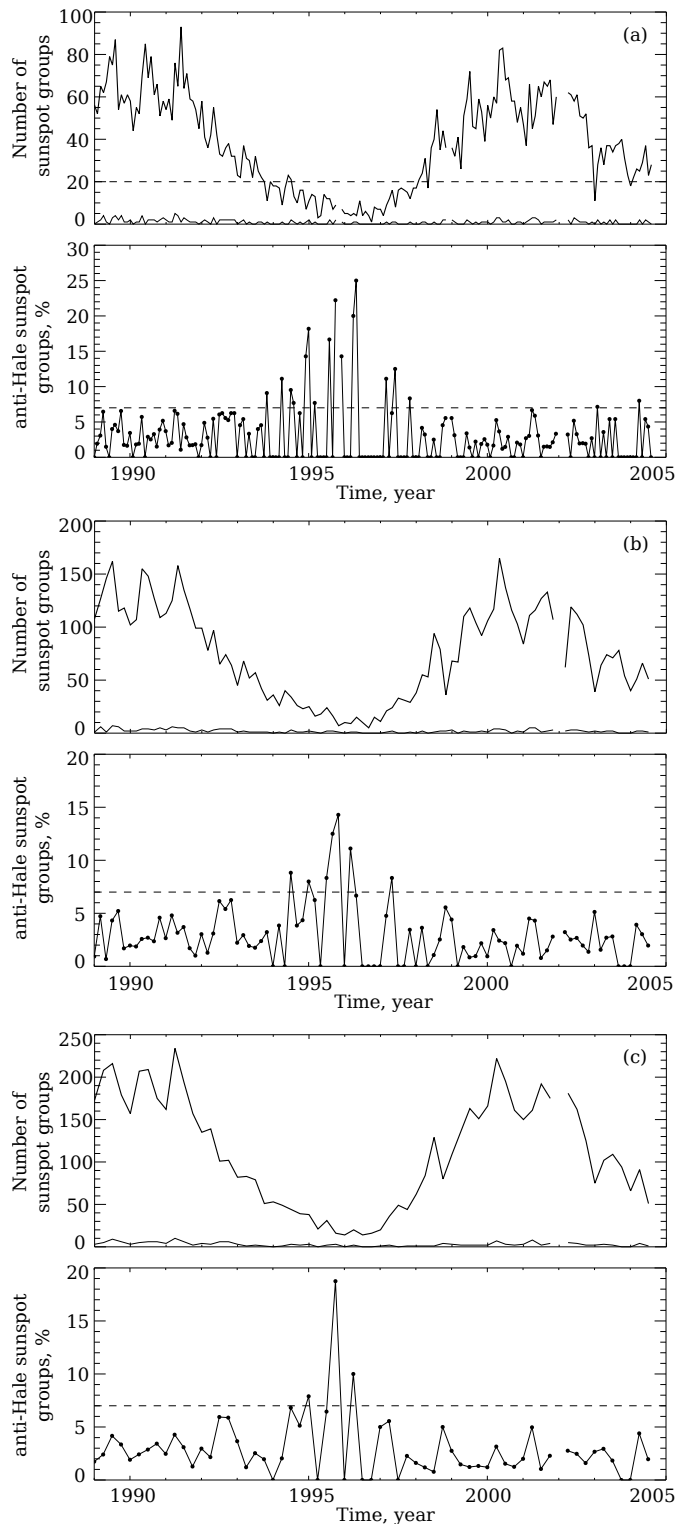 (a)
Number of
sunspot groups
100
80
60
40
20
0
anti-Hale sunspot
groups, %
30
25
20
15
10
5
0
1990
1995
2000
2005
Time, year
(b)
Number of
sunspot groups
200
150
100
50
0
anti-Hale sunspot
groups, %
20
15
10
5
0
1990
1995
2000
2005
Time, year
(c)
Number of
sunspot groups
250
200
150
100
50
0
anti-Hale sunspot
groups, %
20
15
10
5
0
1990
1995
2000
2005
Time, year